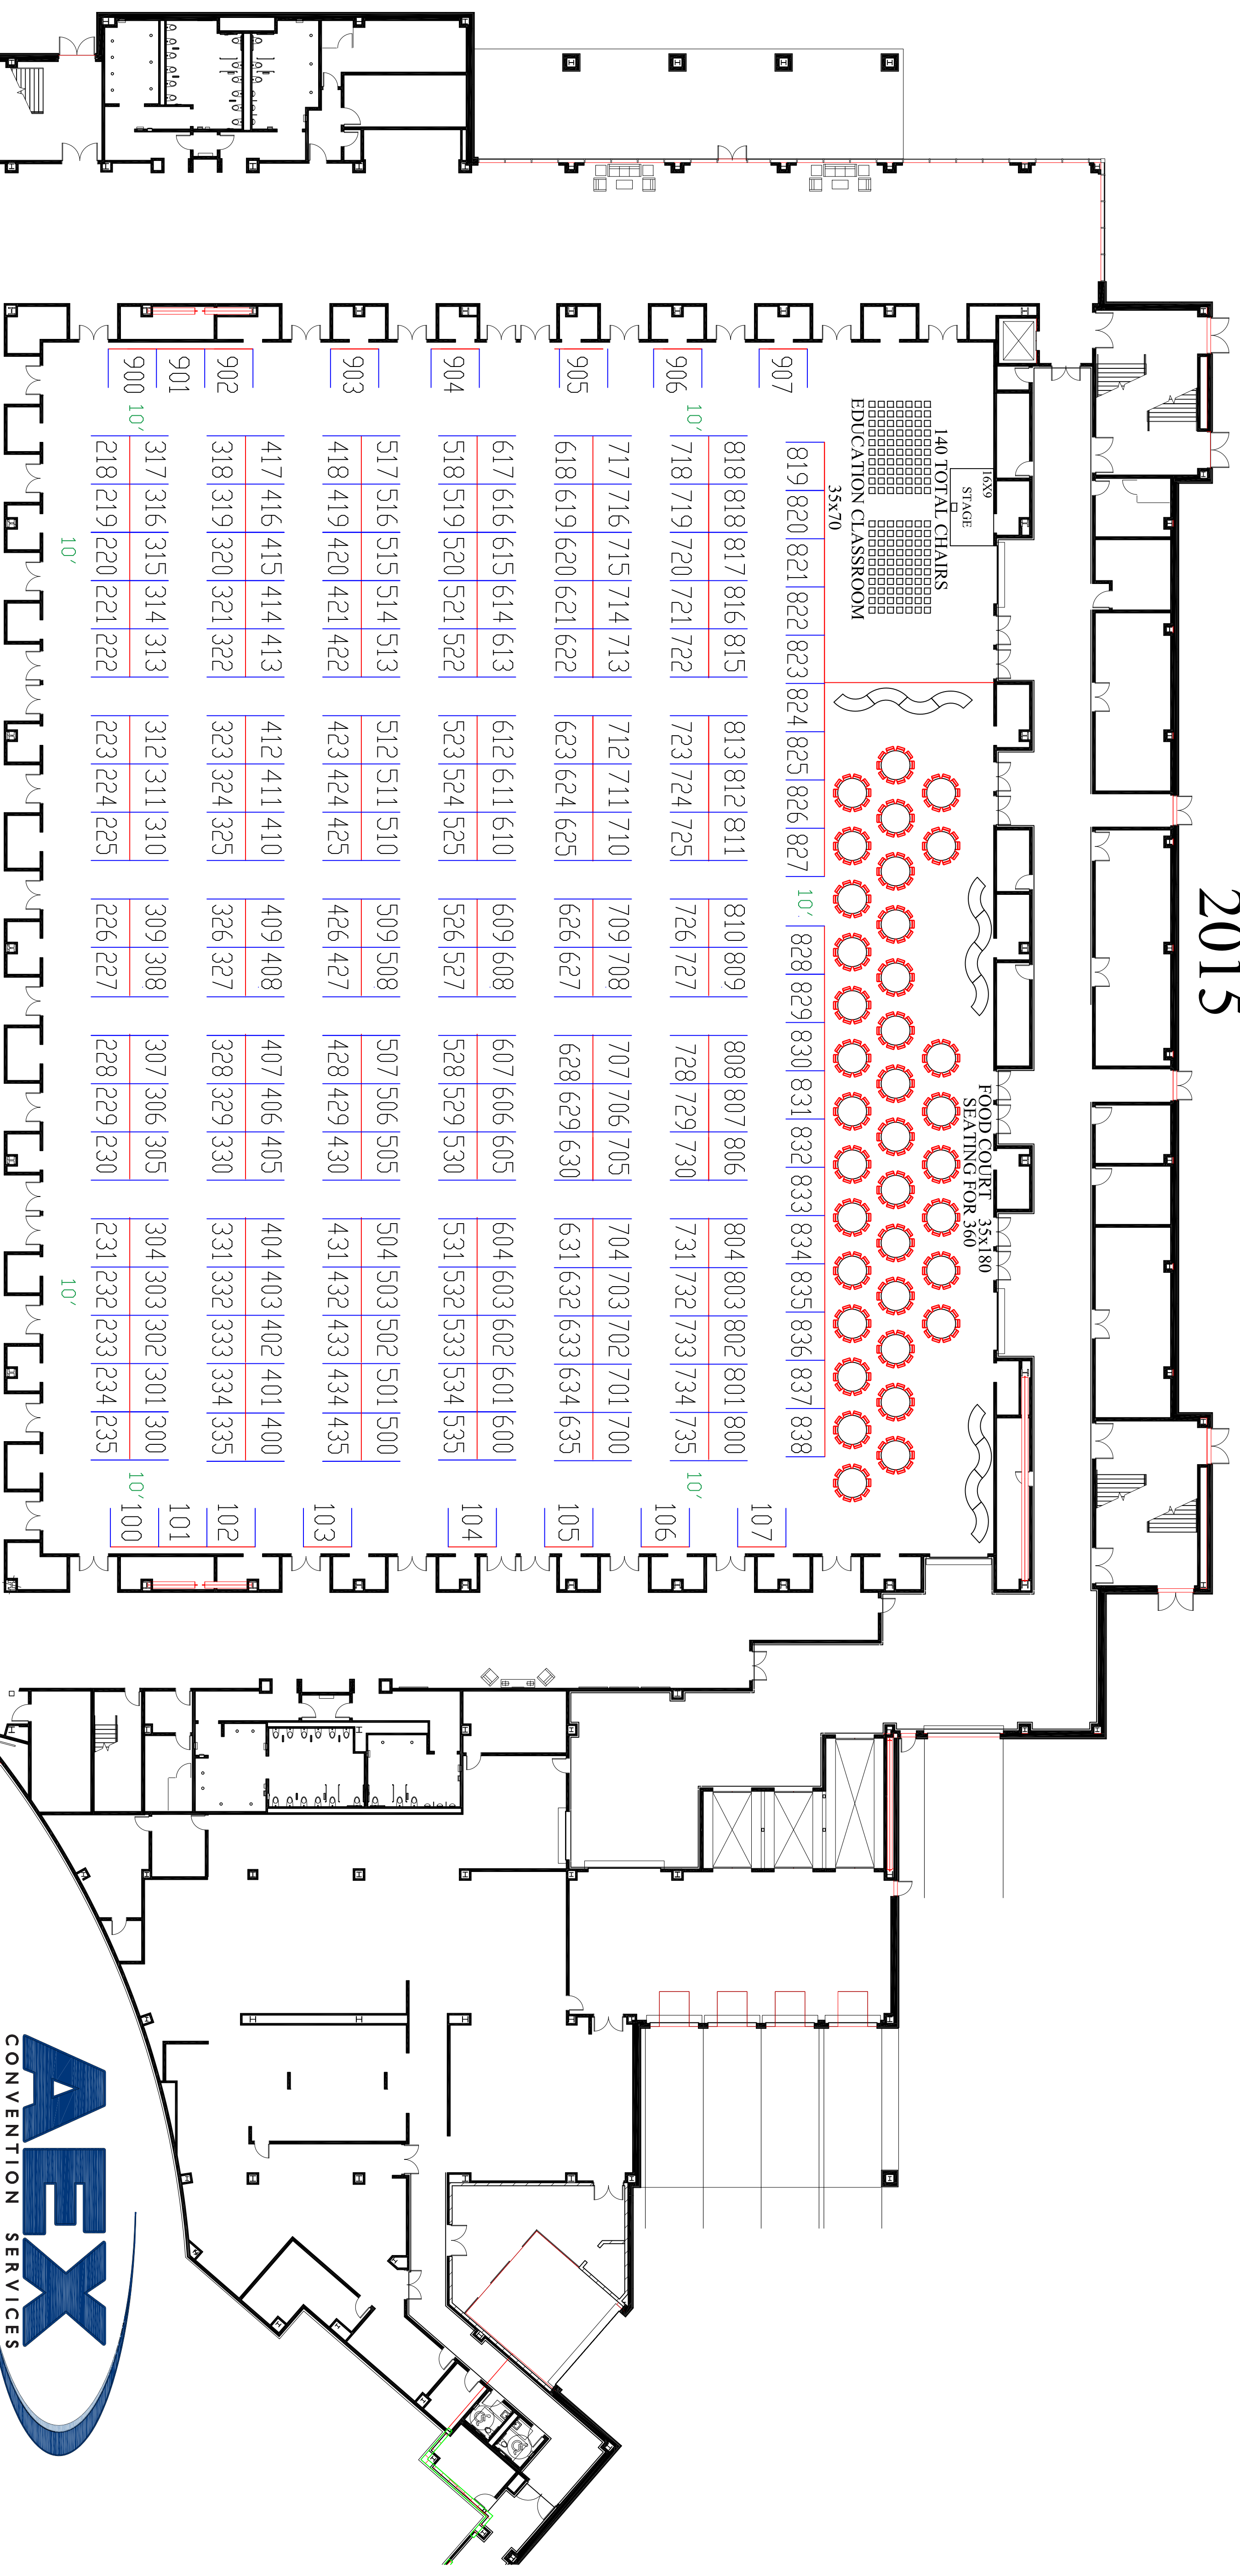 2015
16X9
STAGE
140 TOTAL CHAIRS
EDUCATION CLASSROOM
35x70
FOOD COURT 35x180
SEATING FOR 360
907 819 820 821 822 823 824 825 826 827 10' 828 829 830 831 832 833 834 835 836 837 838 107
818 818 817 816 815 813 812 811 810 809 808 807 806 804 803 802 801 800
10' 10'
906 718 719 720 721 722 723 724 725 726 727 728 729 730 731 732 733 734 735 106
717 716 715 714 713 712 711 710 709 708 707 706 705 704 703 702 701 700
905 618 619 620 621 622 623 624 625 626 627 628 629 630 631 632 633 634 635 105
617 616 615 614 613 612 611 610 609 608 607 606 605 604 603 602 601 600
904 518 519 520 521 522 523 524 525 526 527 528 529 530 531 532 533 534 535 104
517 516 515 514 513 512 511 510 509 508 507 506 505 504 503 502 501 500
903 418 419 420 421 422 423 424 425 426 427 428 429 430 431 432 433 434 435 103
417 416 415 414 413 412 411 410 409 408 407 406 405 404 403 402 401 400
902 318 319 320 321 322 323 324 325 326 327 328 329 330 331 332 333 334 335 102
901 317 316 315 314 313 312 311 310 309 308 307 306 305 304 303 302 301 300 101
10' 10'
900 218 219 220 221 222 223 224 225 226 227 228 229 230 231 232 233 234 235 100
10' 10'
AEX
CONVENTION SERVICES